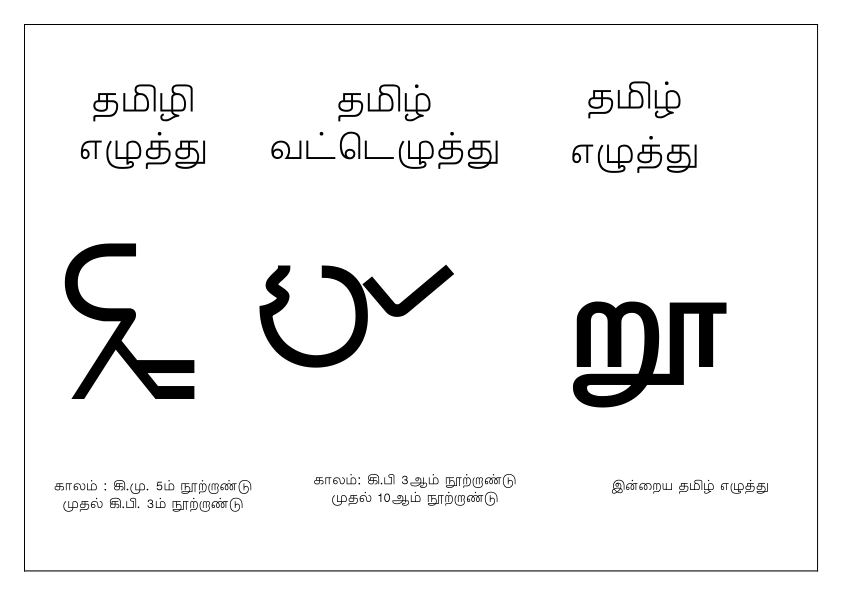 தமிழி
எழுத்து
தமிழ்
வட்டெழுத்து
தமிழ்
எழுத்து
றூ
காலம் : கி.மு. 5ம் நூற்றாண்டு
முதல் கி.பி. 3ம் நூற்றாண்டு
காலம்: கி.பி 3ஆம் நூற்றாண்டு
முதல் 10ஆம் நூற்றாண்டு
இன்றைய தமிழ் எழுத்து